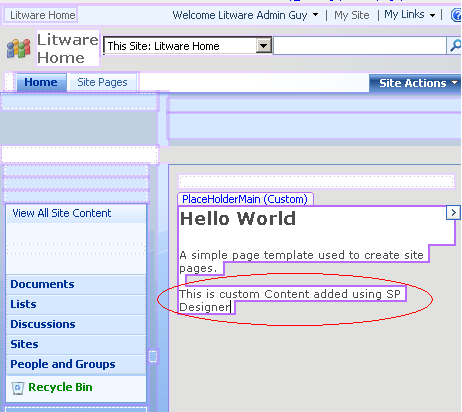 Litware Home
Welcome Litware Admin Guy
My Site
My Links
Litware
Home
This Site: Litware Home
Home
Site Pages
Site Actions
PlaceHolderMain (Custom)
View All Site Content
Hello World
A simple page template used to create site
pages.
This is custom Content added using SP
Designer
Documents
Lists
Discussions
Sites
People and Groups
Recycle Bin